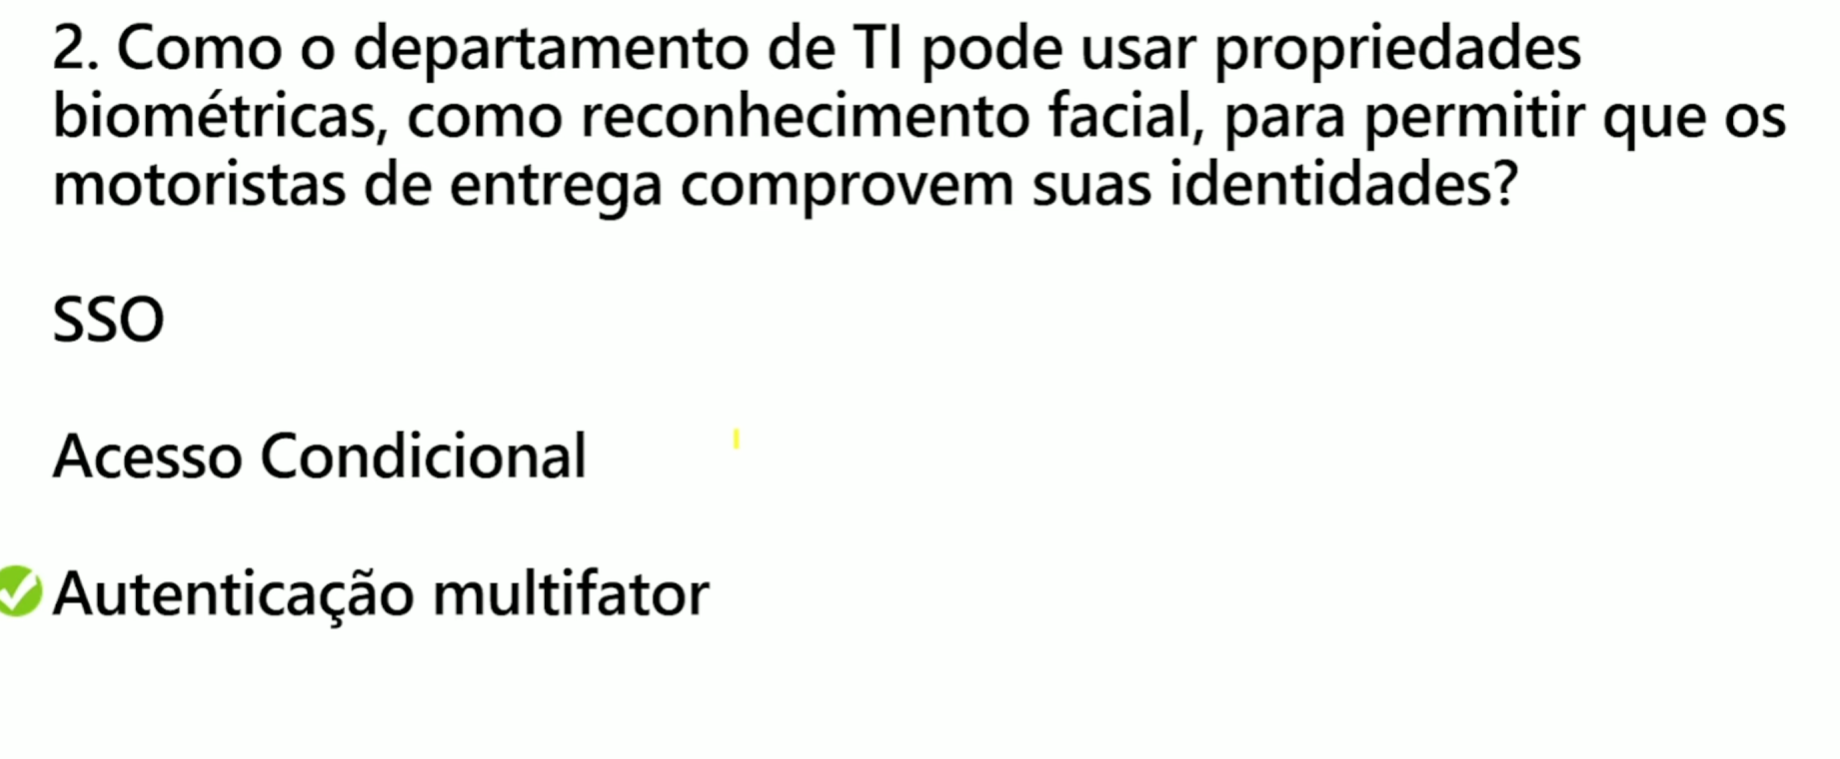 2. Como o departamento de TI pode usar propriedades
biométricas, como reconhecimento facial, para permitir que os
motoristas de entrega comprovem suas identidades?
SSO
Acesso Condicional
Autenticação multifator